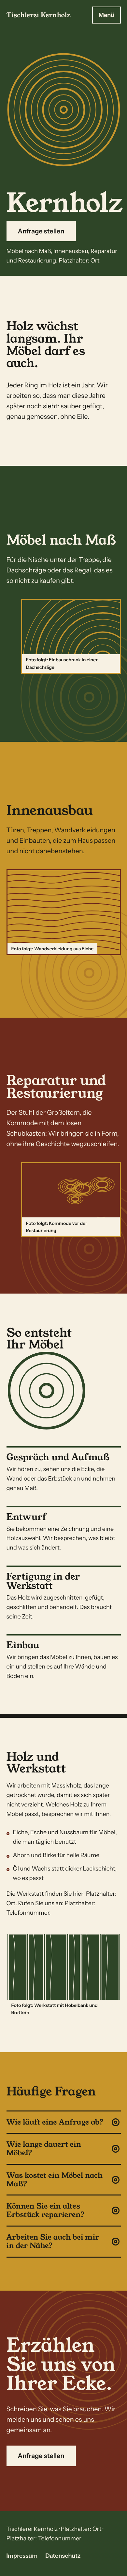 Tischlerei Kernholz
Menü
Kernholz
Anfrage stellen
Möbel nach Maß, Innenausbau, Reparatur
und Restaurierung. Platzhalter: Ort
Holz wächst
langsam. Ihr
Möbel darf es
auch.
Jeder Ring im Holz ist ein Jahr. Wir
arbeiten so, dass man diese Jahre
später noch sieht: sauber gefügt,
genau gemessen, ohne Eile.
Möbel nach Maß
Für die Nische unter der Treppe, die
Dachschräge oder das Regal, das es
so nicht zu kaufen gibt.
Foto folgt: Einbauschrank in einer
Dachschräge
Innenausbau
Türen, Treppen, Wandverkleidungen
und Einbauten, die zum Haus passen
und nicht danebenstehen.
Foto folgt: Wandverkleidung aus Eiche
Reparatur und
Restaurierung
Der Stuhl der Großeltern, die
Kommode mit dem losen
Schubkasten: Wir bringen sie in Form,
ohne ihre Geschichte wegzuschleifen.
Foto folgt: Kommode vor der
Restaurierung
So entsteht
Ihr Möbel
Gespräch und Aufmaß
Wir hören zu, sehen uns die Ecke, die
Wand oder das Erbstück an und nehmen
genau Maß.
Entwurf
Sie bekommen eine Zeichnung und eine
Holzauswahl. Wir besprechen, was bleibt
und was sich ändert.
Fertigung in der
Werkstatt
Das Holz wird zugeschnitten, gefügt,
geschliffen und behandelt. Das braucht
seine Zeit.
Einbau
Wir bringen das Möbel zu Ihnen, bauen es
ein und stellen es auf Ihre Wände und
Böden ein.
Holz und
Werkstatt
Wir arbeiten mit Massivholz, das lange
getrocknet wurde, damit es sich später
nicht verzieht. Welches Holz zu Ihrem
Möbel passt, besprechen wir mit Ihnen.
Eiche, Esche und Nussbaum für Möbel,
die man täglich benutzt
Ahorn und Birke für helle Räume
Öl und Wachs statt dicker Lackschicht,
wo es passt
Die Werkstatt finden Sie hier: Platzhalter:
Ort. Rufen Sie uns an: Platzhalter:
Telefonnummer.
Foto folgt: Werkstatt mit Hobelbank und
Brettern
Häufige Fragen
Wie läuft eine Anfrage ab?
Wie lange dauert ein
Möbel?
Was kostet ein Möbel nach
Maß?
Können Sie ein altes
Erbstück reparieren?
Arbeiten Sie auch bei mir
in der Nähe?
Erzählen
Sie uns von
Ihrer Ecke.
Schreiben Sie, was Sie brauchen. Wir
melden uns und sehen es uns
gemeinsam an.
Anfrage stellen
Tischlerei Kernholz · Platzhalter: Ort ·
Platzhalter: Telefonnummer
Impressum Datenschutz